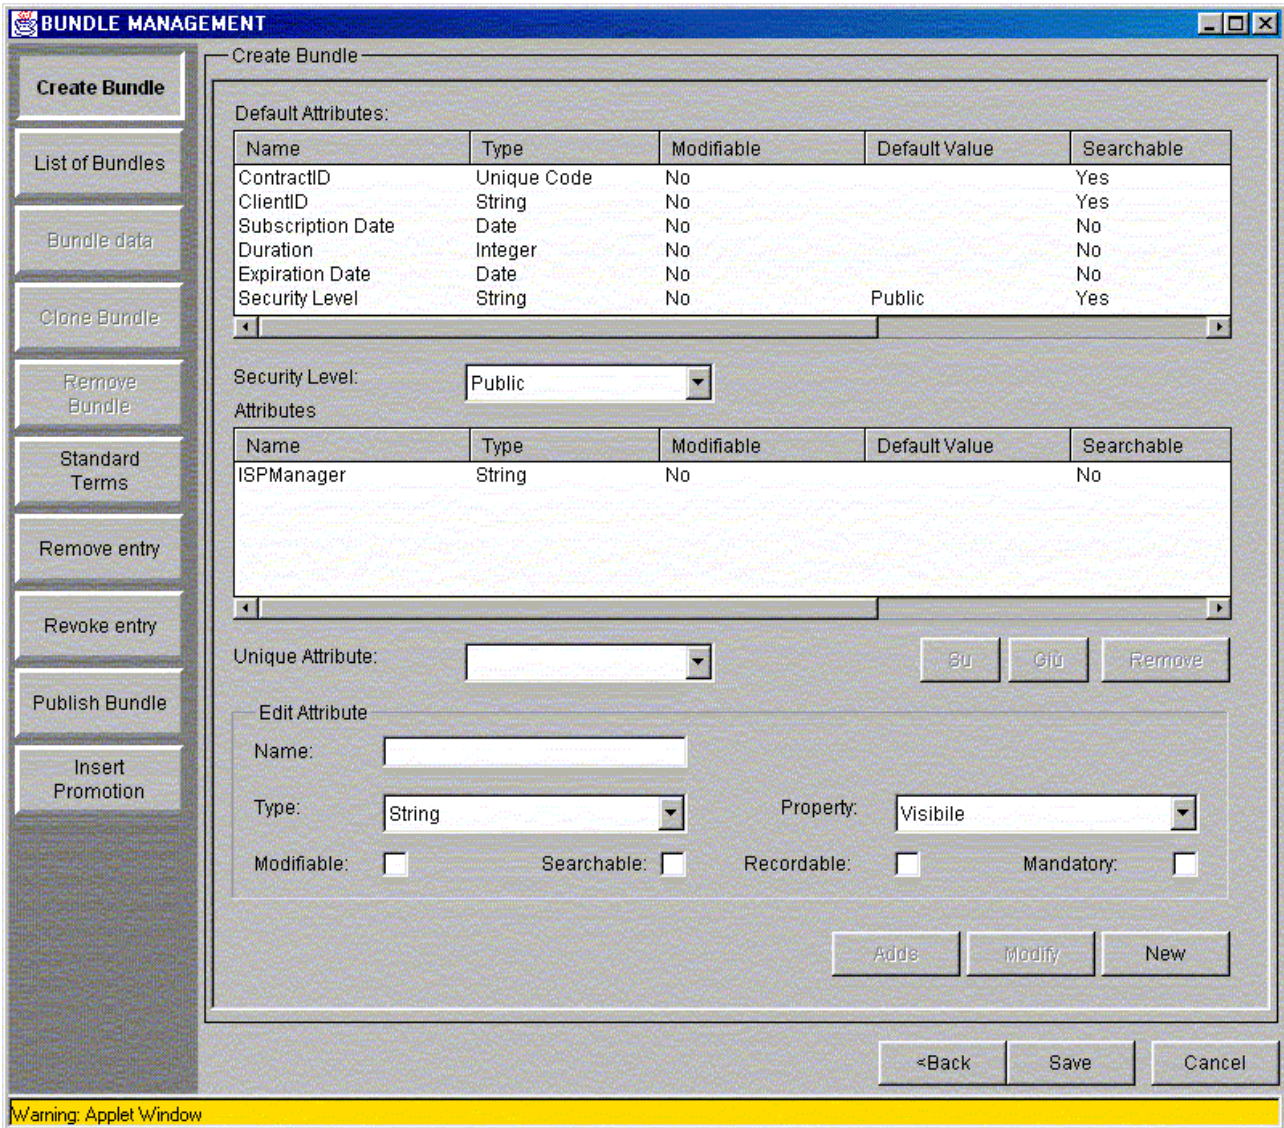 BUNDLE MANAGEMENT
Create Bundle
List of Bundles
Bundle data
Clone Bundle
Remove
Bundle
Standard
Terms
Remove entry
Revoke entry
Publish Bundle
Insert
Promotion
Create Bundle
Default Attributes:
Name Type Modifiable Default Value Searchable
ContractID Unique Code No Yes
ClientID String No Yes
Subscription Date Date No No
Duration Integer No No
Expiration Date Date No No
Security Level String No Public Yes
Security Level: Public
Attributes
Name Type Modifiable Default Value Searchable
ISPManager String No No
Unique Attribute: Su Giù Remove
Edit Attribute
Name:
Type: String Property: Visibile
Modifiable: Searchable: Recordable: Mandatory:
Adds Modify New
<Back Save Cancel
Warning: Applet Window